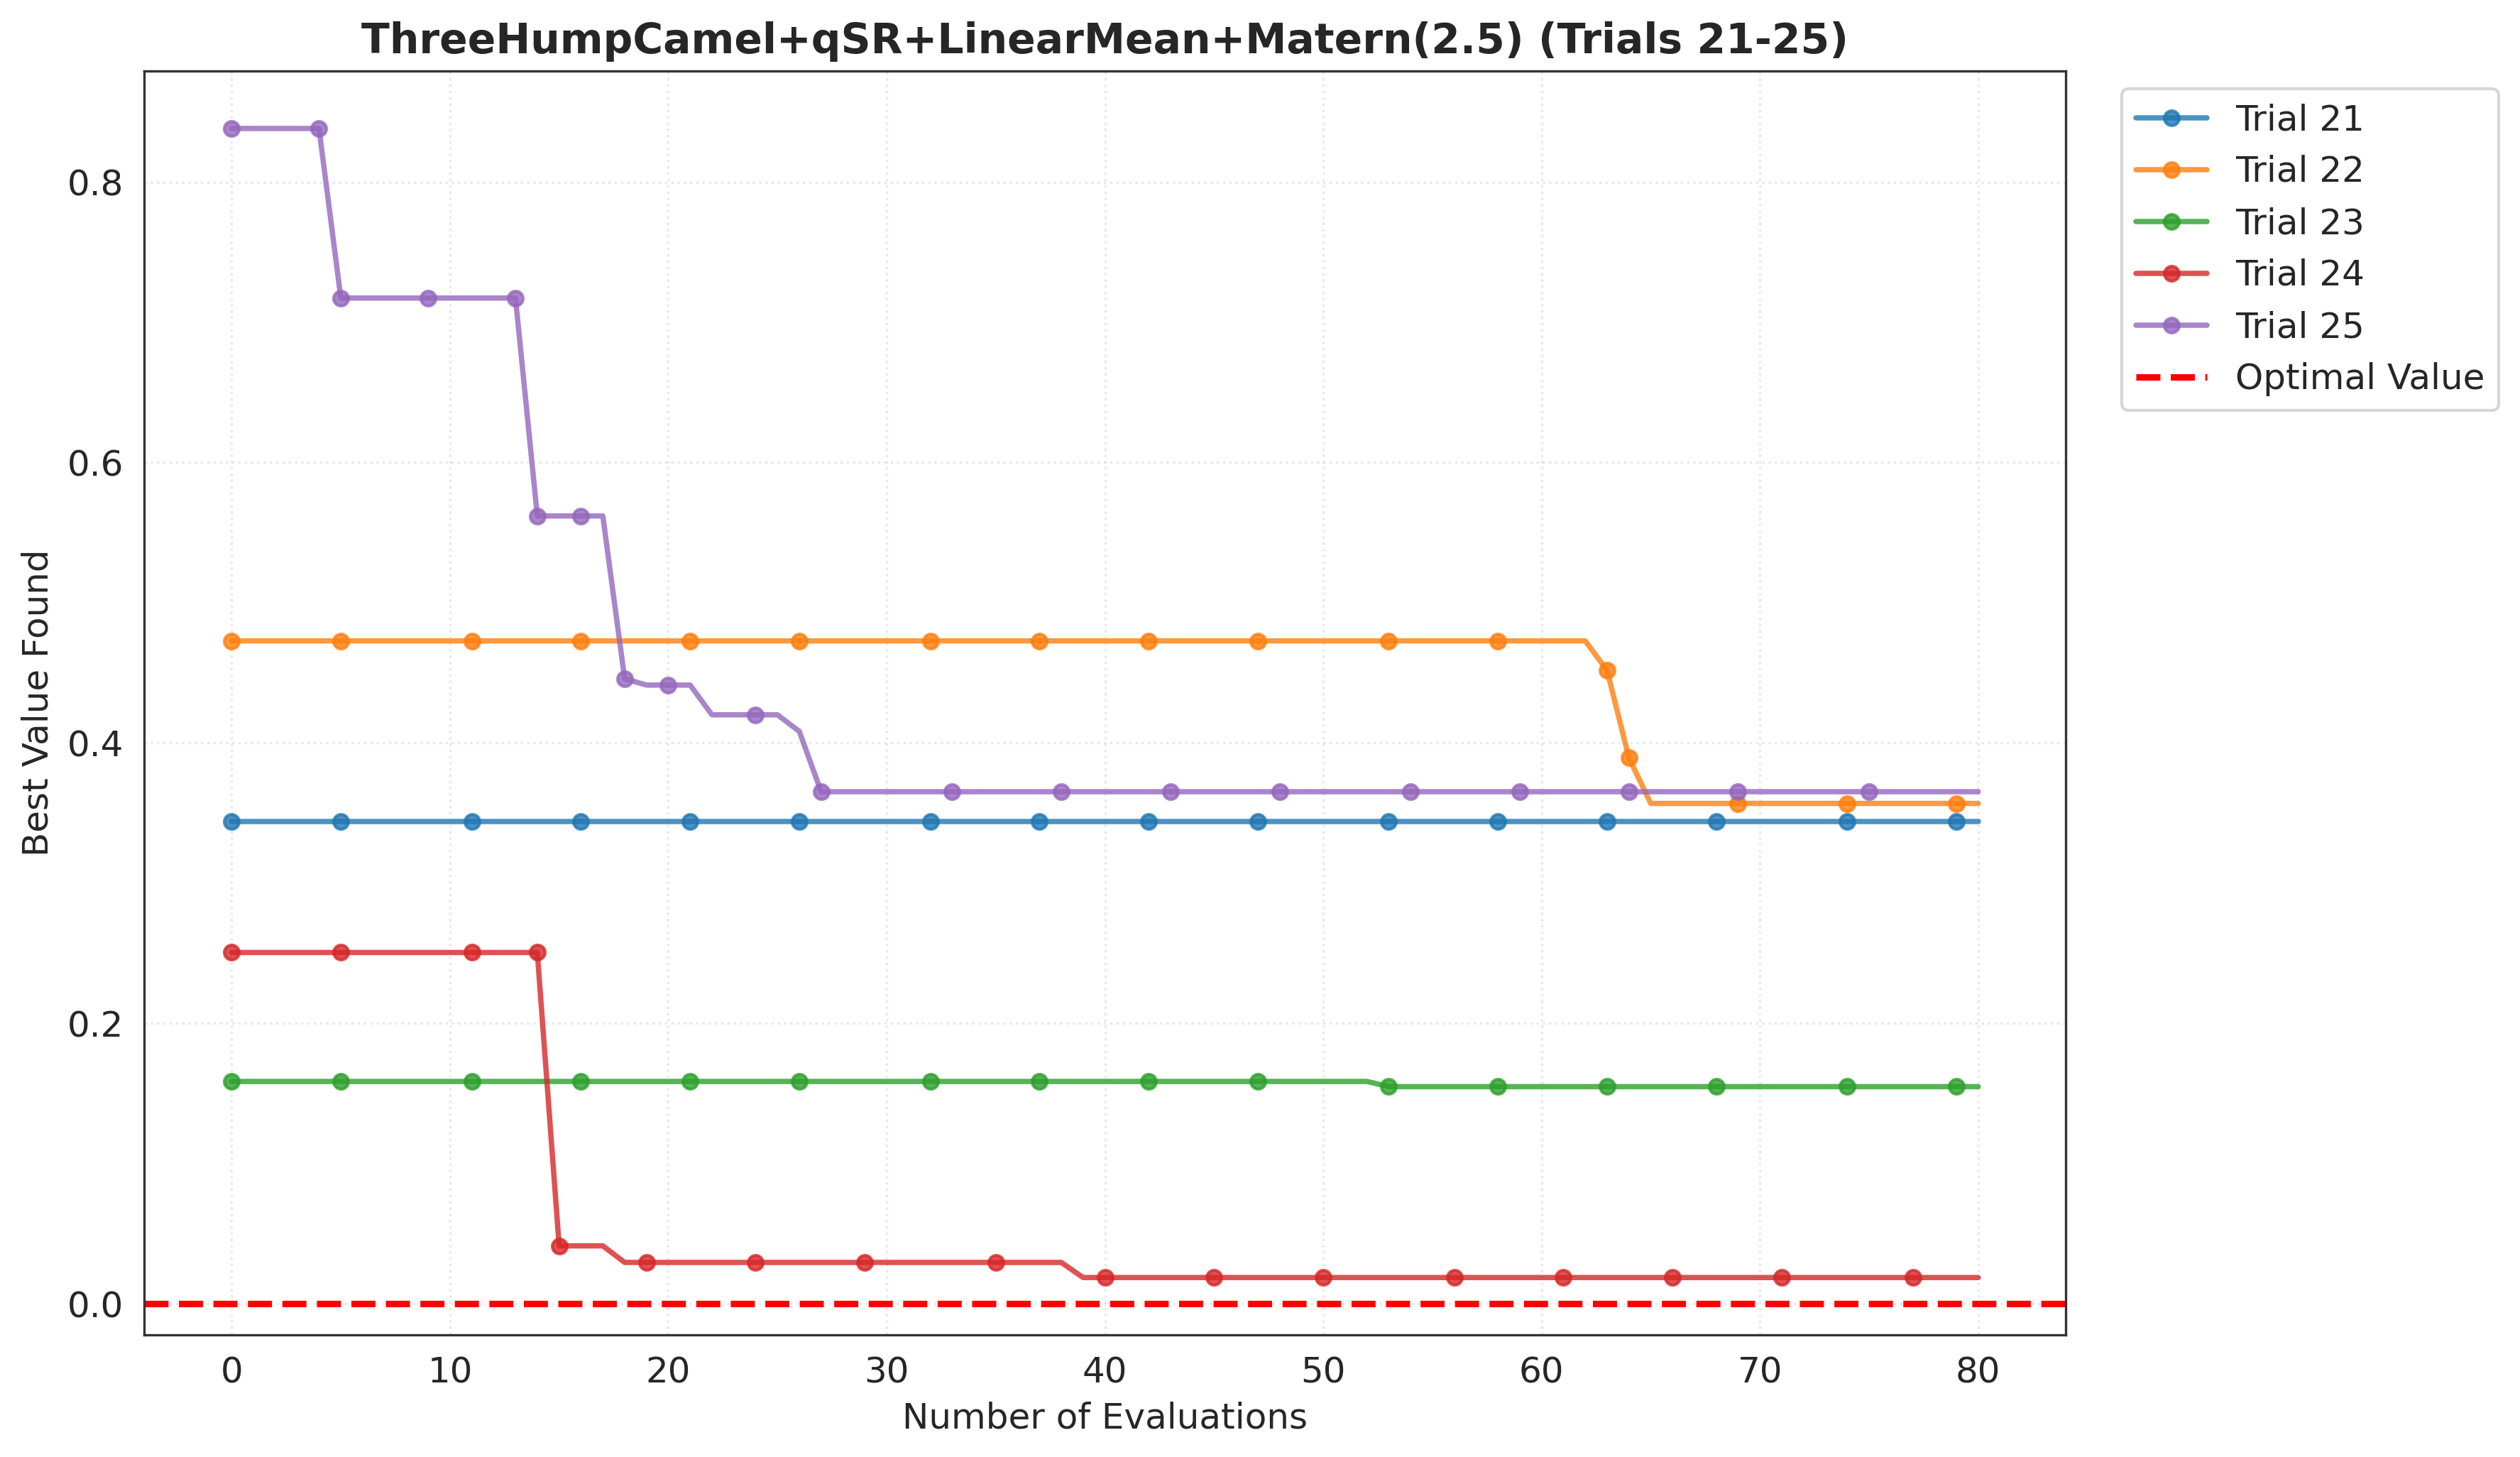 ThreeHumpCamel+qSR+LinearMean+Matern(2.5) (Trials 21-25)
Best Value Found
0.8
0.6
0.4
0.2
0.0
0 10 20 30 40 50 60 70 80
Number of Evaluations
Trial 21
Trial 22
Trial 23
Trial 24
Trial 25
Optimal Value